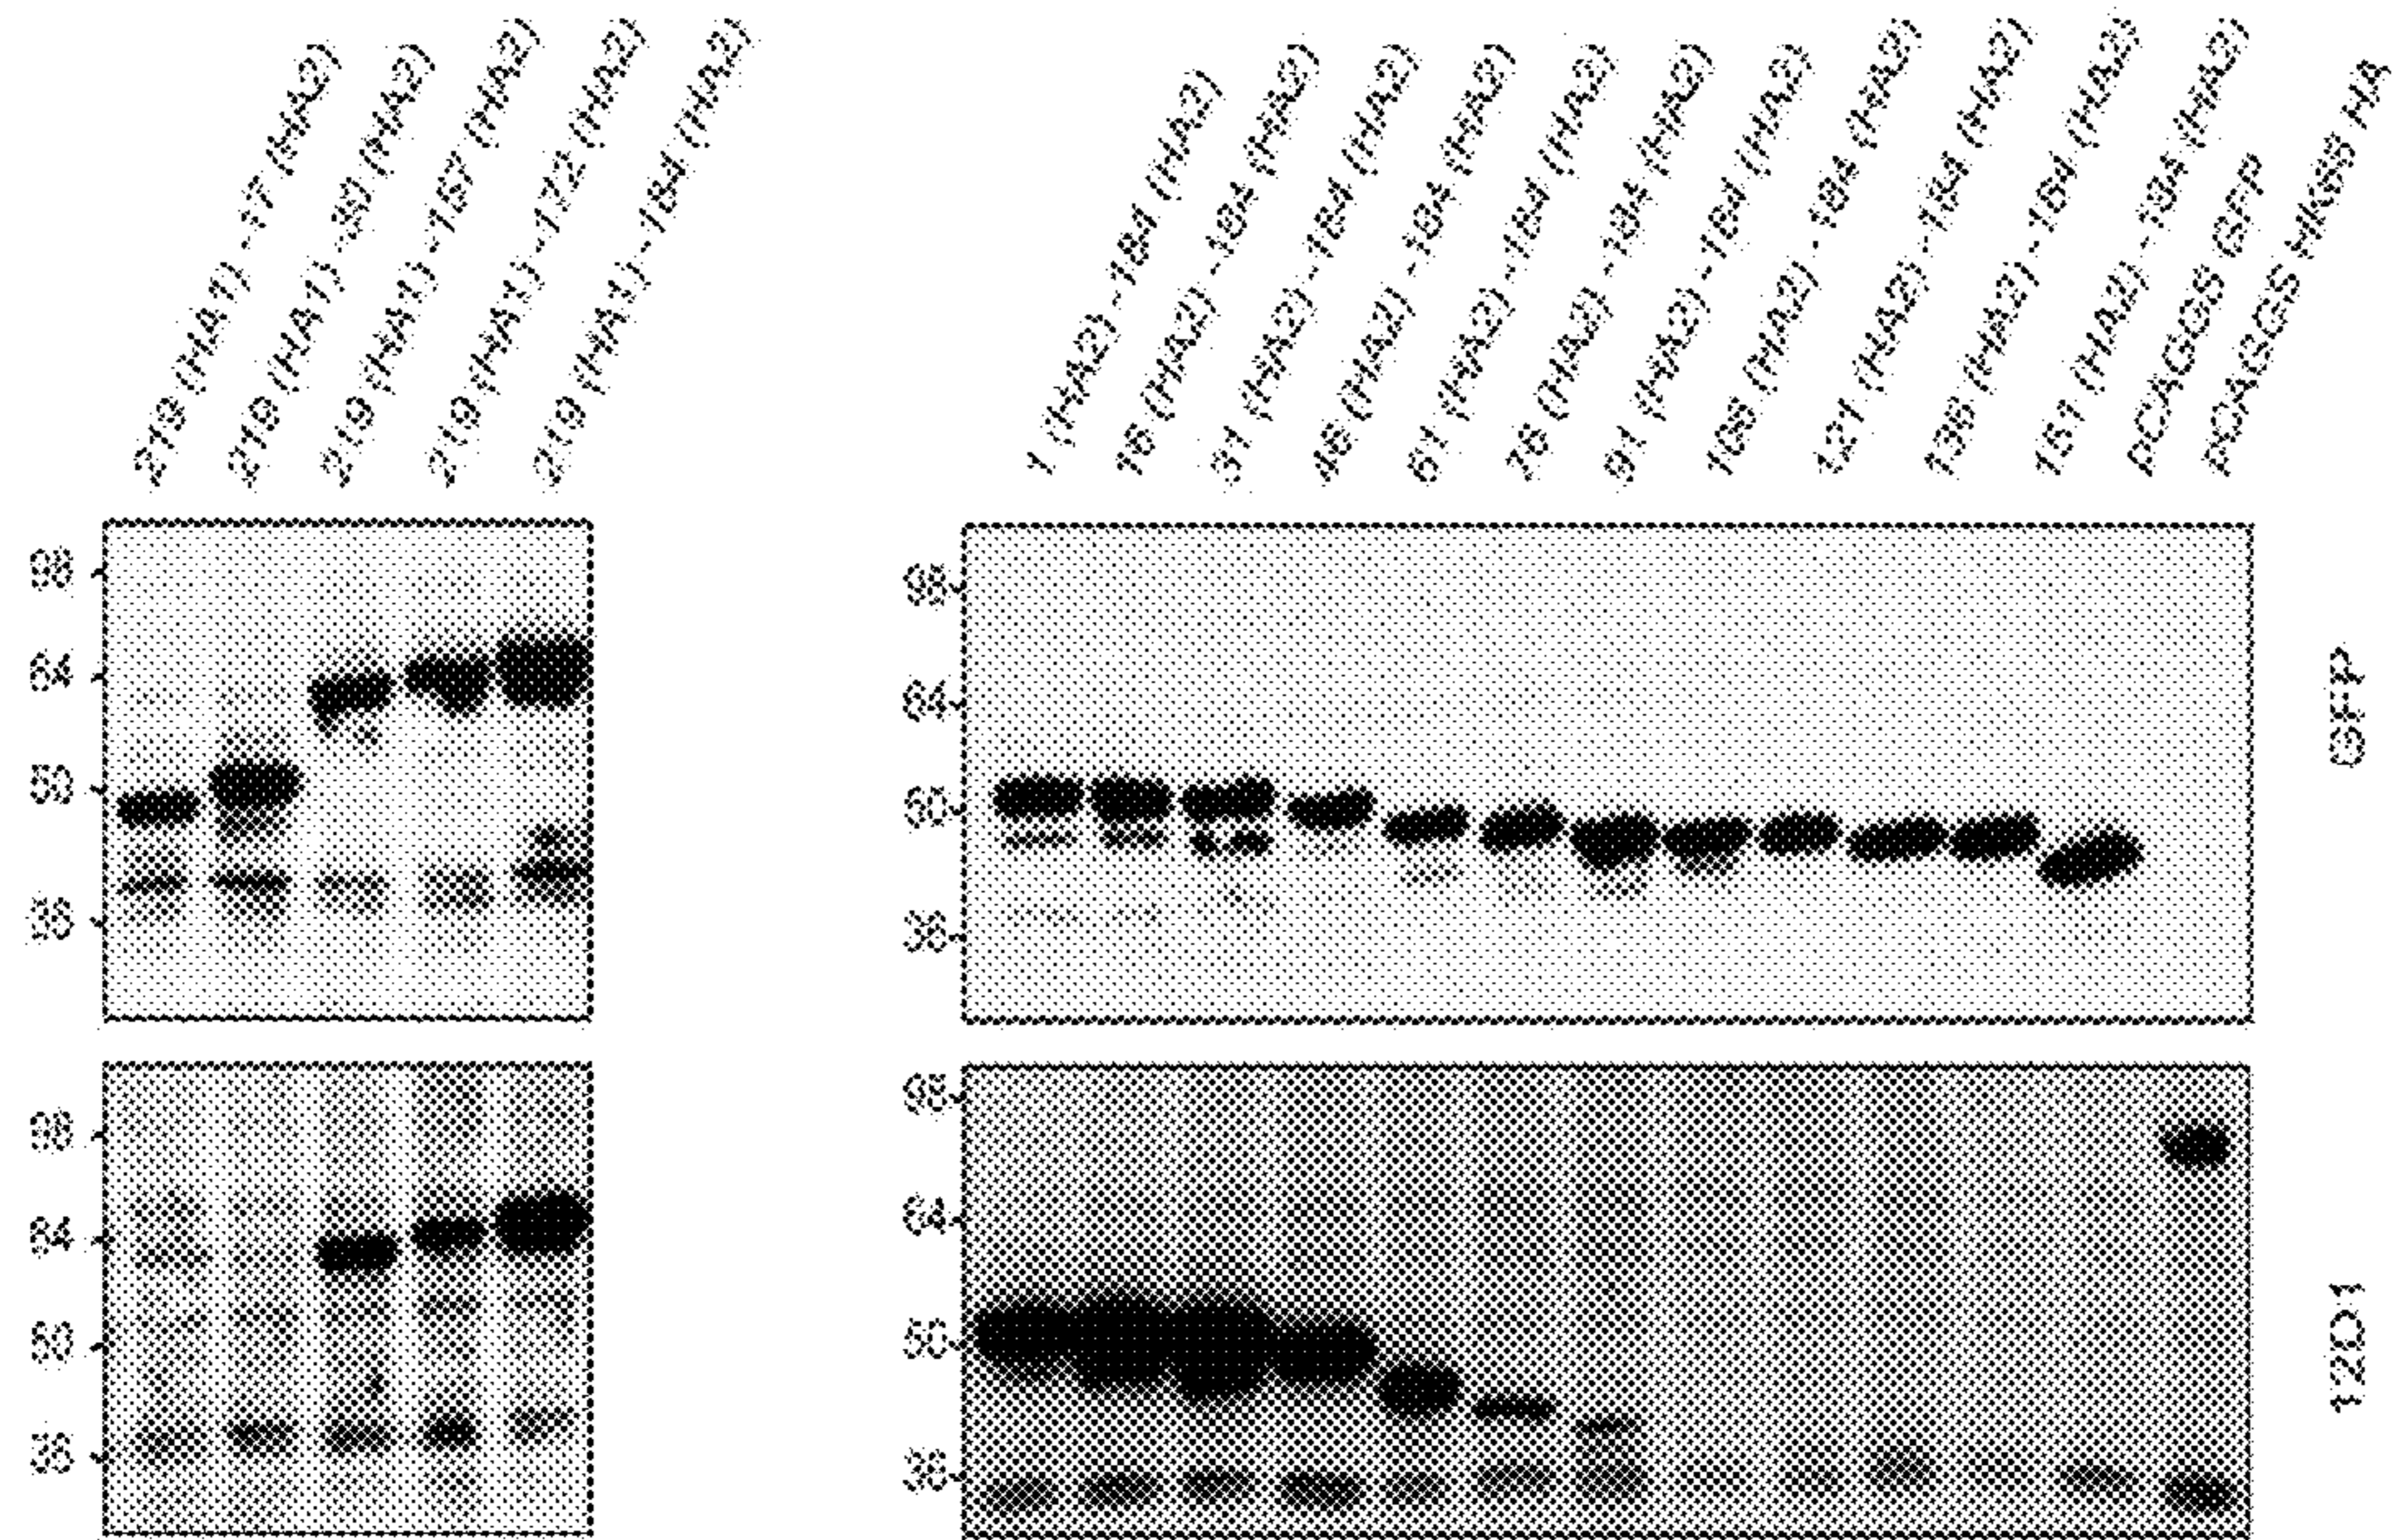 219 (HA1) -17 (HA2)
219 (HA1) -30 (HA2)
219 (HA1) -157 (HA2)
219 (HA1) -172 (HA2)
219 (HA1) -184 (HA2)
1 (HA2) -184 (HA2)
16 (HA2) -184 (HA2)
31 (HA2) -184 (HA2)
46 (HA2) -184 (HA2)
61 (HA2) -184 (HA2)
76 (HA2) -184 (HA2)
91 (HA2) -184 (HA2)
106 (HA2) -184 (HA2)
121 (HA2) -184 (HA2)
136 (HA2) -184 (HA2)
151 (HA2) -184 (HA2)
pCAGGS GFP
pCAGGS HK68 HA
98
64
50
36
98
64
50
36
GFP
98
64
50
36
98
64
50
36
12D1